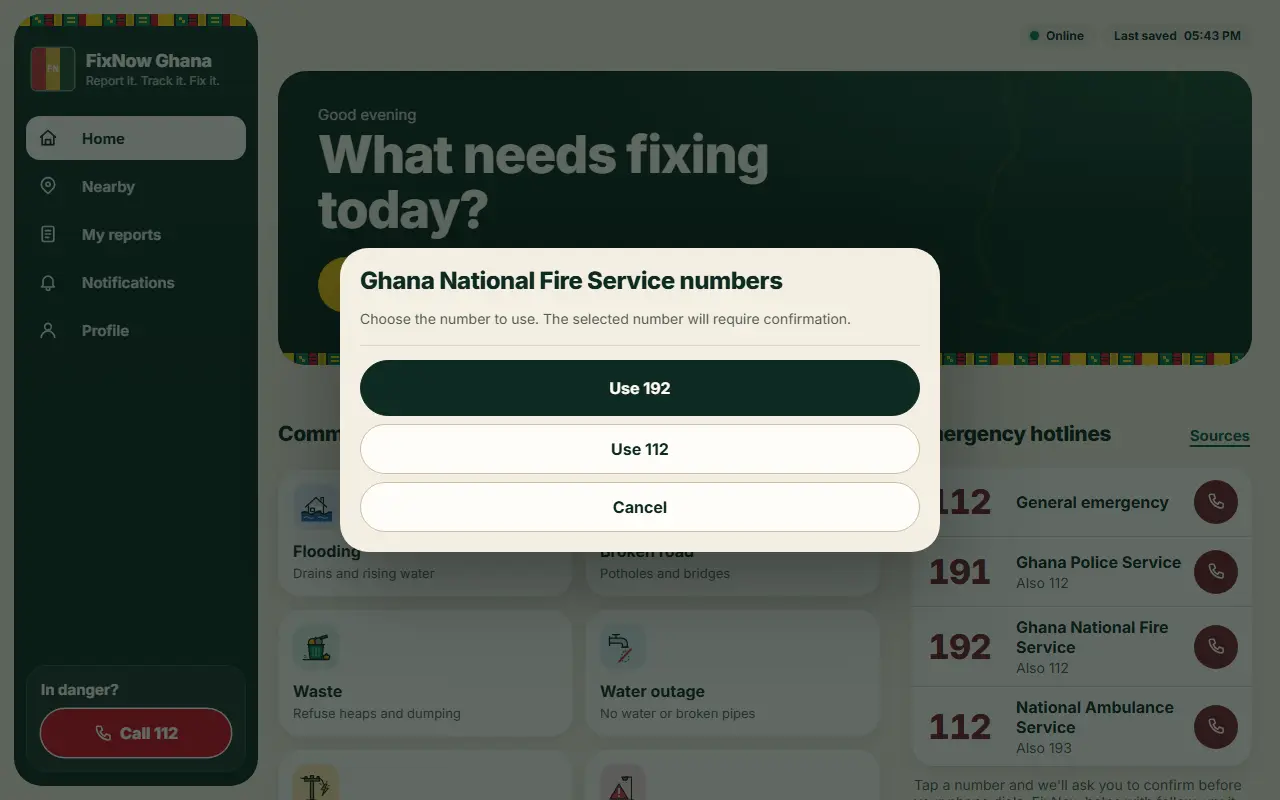 FN
FixNow Ghana
Report it. Track it. Fix it.
Home
Nearby
My reports
Notifications
Profile
In danger?
Call 112
Online
Last saved 05:43 PM
Good evening
What needs fixing
today?
Ghana National Fire Service numbers
Choose the number to use. The selected number will require confirmation.
Use 192
Use 112
Cancel
Flooding
Drains and rising water
Broken road
Potholes and bridges
Waste
Refuse heaps and dumping
Water outage
No water or broken pipes
hotlines
Sources
112
General emergency
191
Ghana Police Service
Also 112
192
Ghana National Fire
Service
Also 112
112
National Ambulance
Service
Also 193
Tap a number and we'll ask you to confirm before